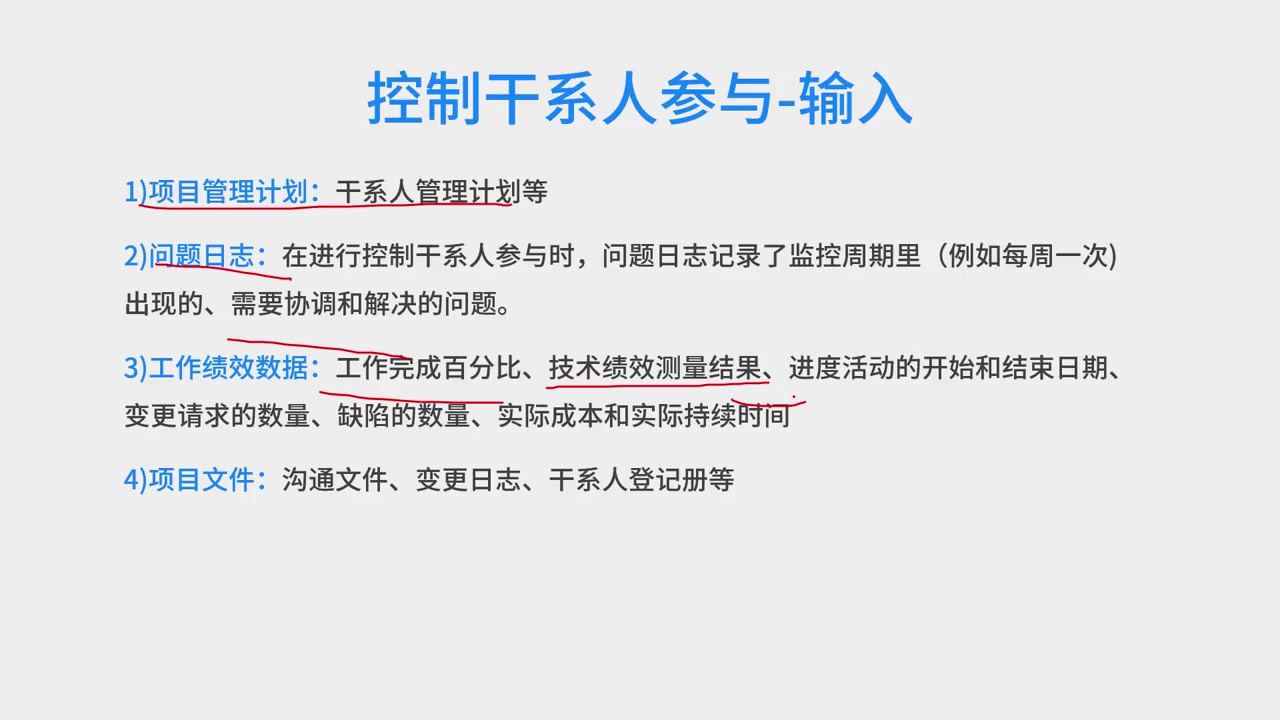 控制干系人参与-输入
1)项目管理计划：干系人管理计划等
2)问题日志：在进行控制干系人参与时，问题日志记录了监控周期里（例如每周一次)
出现的、需要协调和解决的问题。
3)工作绩效数据：工作完成百分比、技术绩效测量结果、进度活动的开始和结束日期、
变更请求的数量、缺陷的数量、实际成本和实际持续时间
4)项目文件：沟通文件、变更日志、干系人登记册等